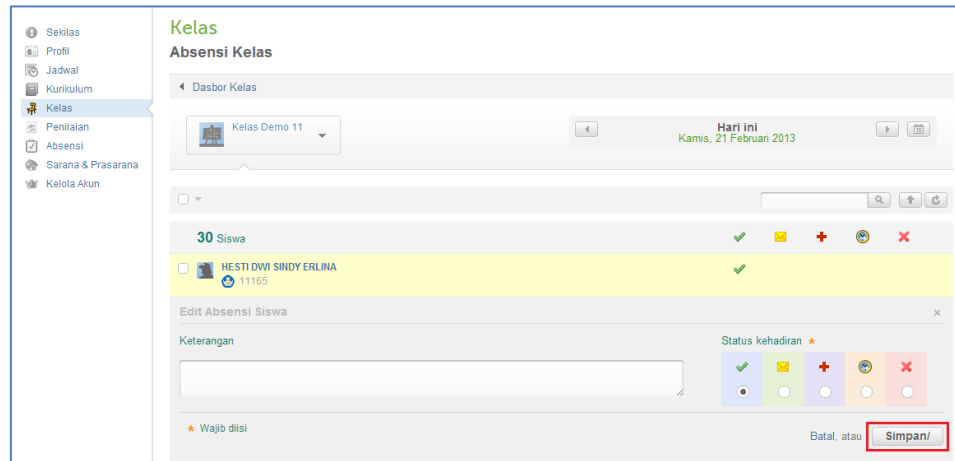 Sekilas
Profil
Jadwal
Kurikulum
Kelas
Penilaian
Absensi
Sarana & Prasarana
Kelola Akun
Kelas
Absensi Kelas
Dasbor Kelas
Kelas Demo 11
Hari ini
Kamis, 21 Februari 2013
30 Siswa
HESTI DWI SINDY ERLINA
11165
Edit Absensi Siswa
Keterangan
Status kehadiran *
* Wajib diisi
Batal, atau Simpan/